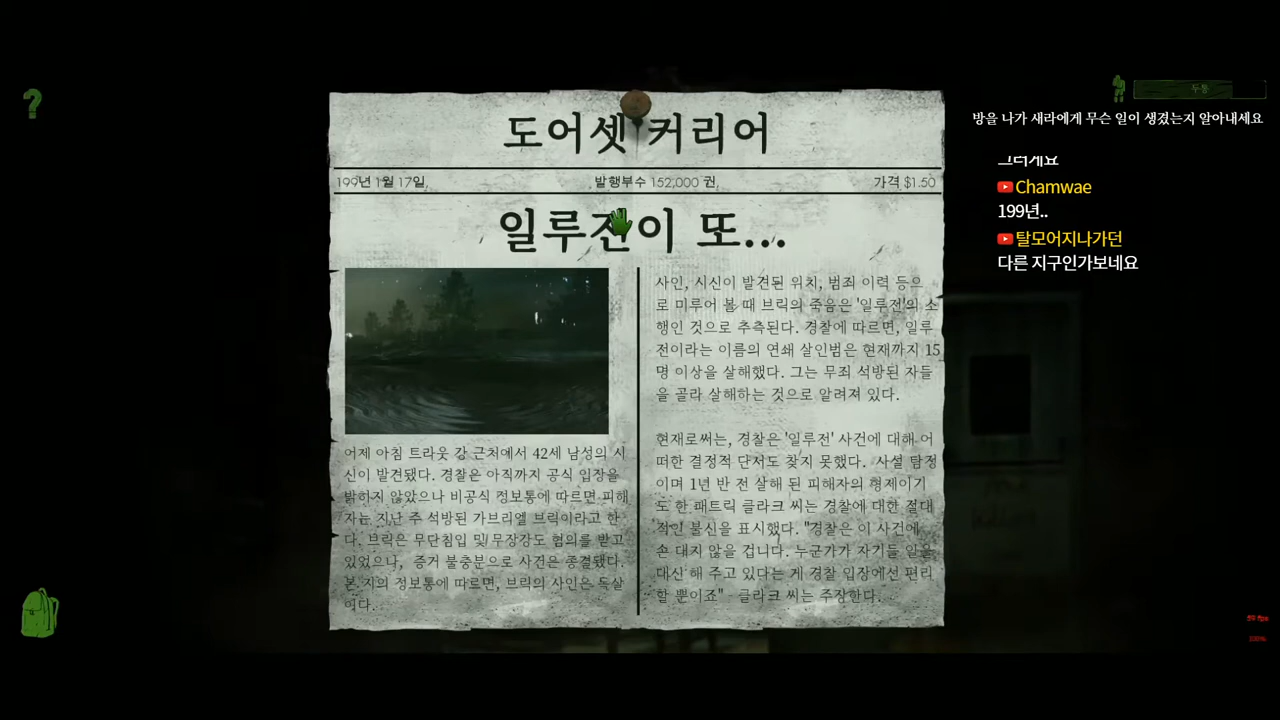 두통
방을 나가 새라에게 무슨 일이 생겼는지 알아내세요
그러게요
Chamwae
199년..
탈모어지나가던
다른 지구인가보네요
도어셋 커리어
199년 1월 17일, 발행부수 152,000 권, 가격 $1.50
일루전이 또...
어제 아침 트라웃 강 근처에서 42세 남성의 시
신이 발견됐다. 경찰은 아직까지 공식 입장을
밝히지 않았으나 비공식 정보통에 따르면 피해
자는 지난 주 석방된 가브리엘 브릭이라고 한
다. 브릭은 무단침입 및/무장강도 혐의를 받고
있었으나, 증거 불충분으로 사건은 종결됐다.
본 지의 정보통에 따르면, 브릭의 사인은 독살
이다.
사인, 시신이 발견된 위치, 범죄 이력 등으
로 미루어 볼 때 브릭의 죽음은 '일루전'의 소
행인 것으로 추측된다. 경찰에 따르면, 일루
전이라는 이름의 연쇄 살인범은 현재까지 15
명 이상을 살해했다. 그는 무죄 석방된 자들
을 골라 살해하는 것으로 알려져 있다.
현재로써는, 경찰은 '일루전' 사건에 대해 어
떠한 결정적 단서도 찾지 못했다. 사설 탐정
이며 1년 반 전 살해 된 피해자의 형제이기
도 한 패트릭 클라크 씨는 경찰에 대한 절대
적인 불신을 표시했다. "경찰은 이 사건에
손 대지 않을 겁니다. 누군가가 자기들 일을
대신 해 주고 있다는 게 경찰 입장에선 편리
할 뿐이죠" - 클라크 씨는 주장한다.